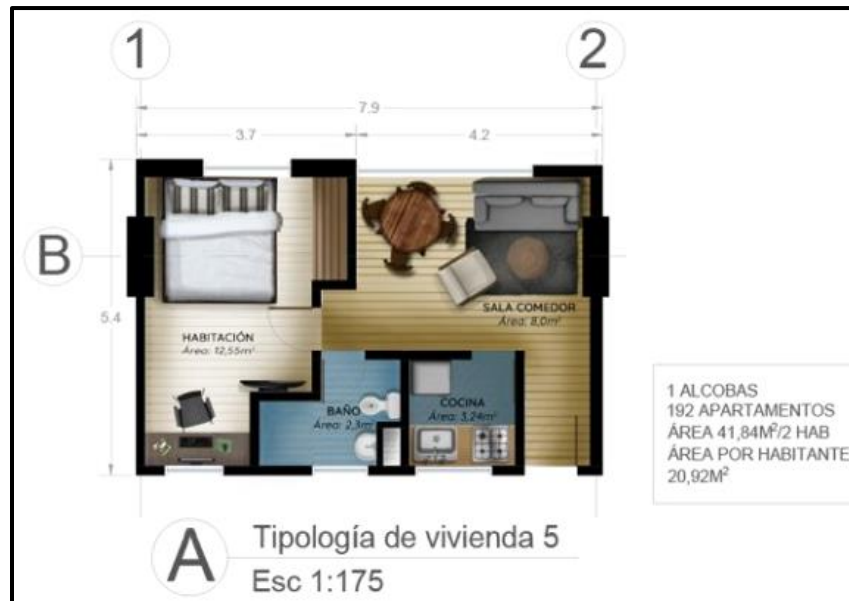 1
2
7.9
3.7
4.2
B
5.4
SALA COMEDOR
Área: 8,0m²
HABITACIÓN
Área: 12,55m²
BAÑO
Área: 2,3m²
COCINA
Área: 3,24m²
1 ALCOBAS
192 APARTAMENTOS
ÁREA 41,84M²/2 HAB
ÁREA POR HABITANTE
20,92M²
A
Tipología de vivienda 5
Esc 1:175